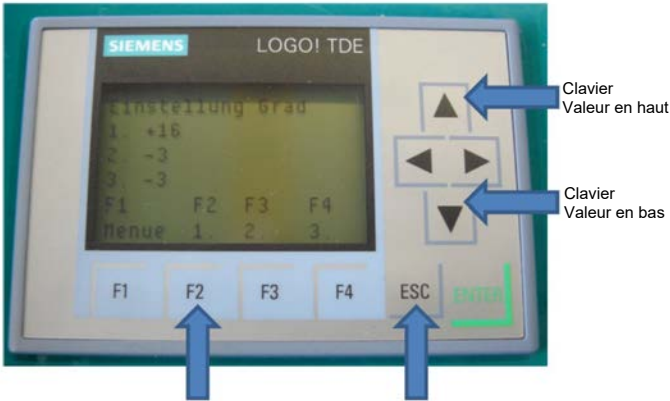 SIEMENS LOGO! TDE
Einstellung Grad
1. +16
2. -3
3. -3
F1 F2 F3 F4
Menue 1. 2. 3.
F1 F2 F3 F4 ESC ENTER
Clavier
Valeur en haut
Clavier
Valeur en bas